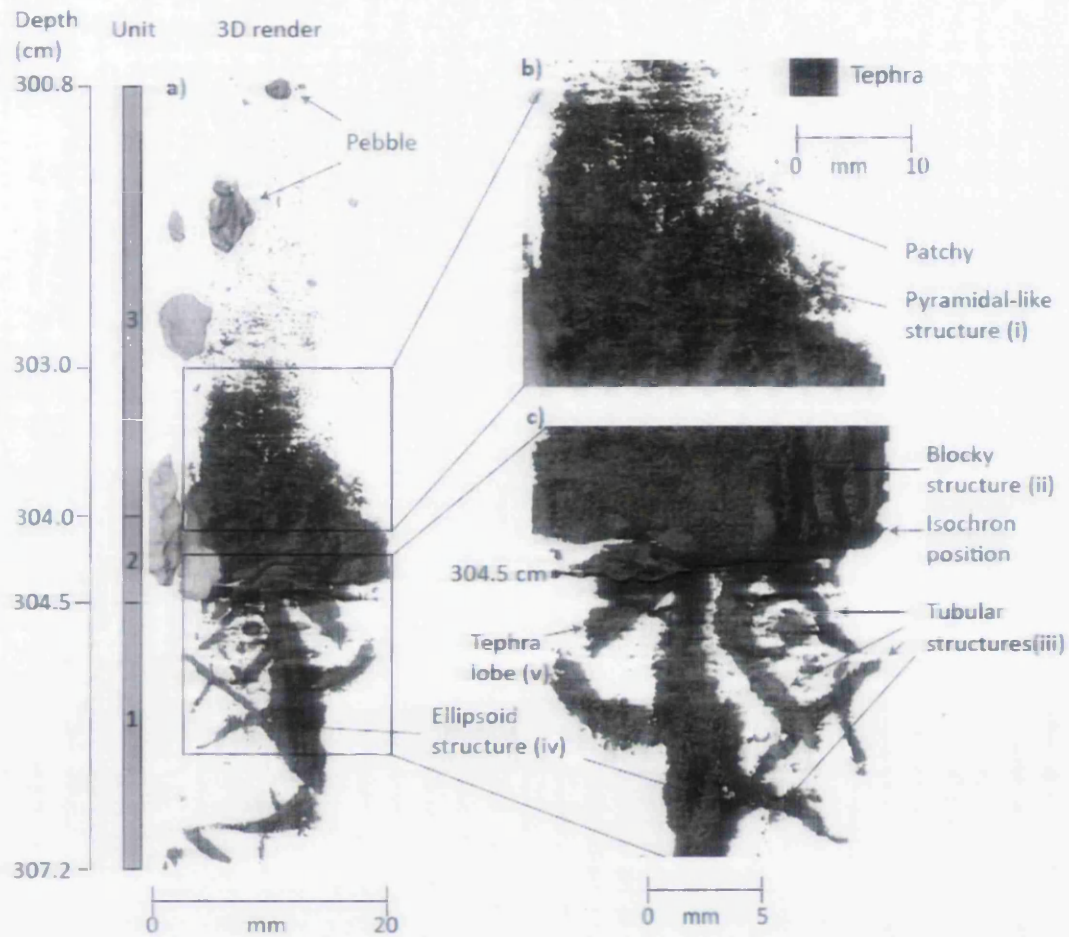 Depth
(cm)
Unit
3D render
300.8
a)
Pebble
3
303.0
304.0
2
304.5
1
307.2
0 mm 20
b)
Tephra
0 mm 10
Patchy
Pyramidal-like
structure (i)
c)
Blocky
structure (ii)
Isochron
position
304.5 cm
Tubular
structures(iii)
Tephra
lobe (v)
Ellipsoid
structure (iv)
0 mm 5